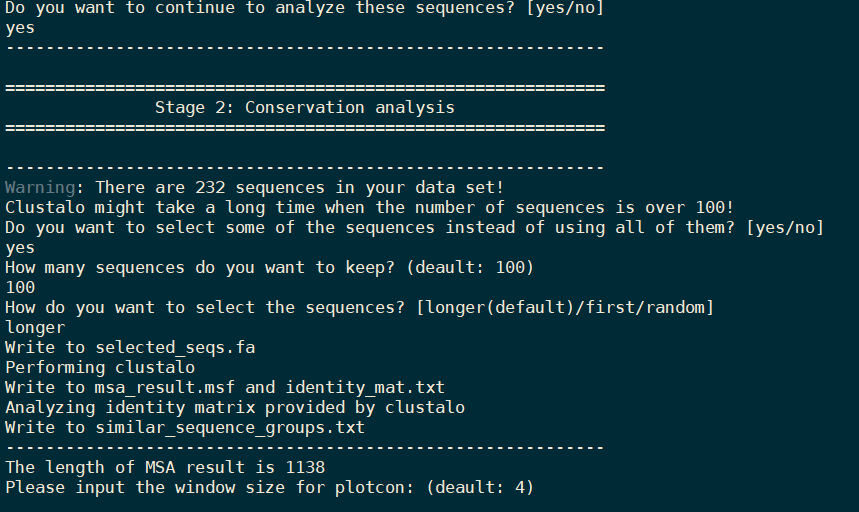 Do you want to continue to analyze these sequences? [yes/no]
yes
------------------------------------------------------------
============================================================
Stage 2: Conservation analysis
============================================================
------------------------------------------------------------
Warning: There are 232 sequences in your data set!
Clustalo might take a long time when the number of sequences is over 100!
Do you want to select some of the sequences instead of using all of them? [yes/no]
yes
How many sequences do you want to keep? (deault: 100)
100
How do you want to select the sequences? [longer(default)/first/random]
longer
Write to selected_seqs.fa
Performing clustalo
Write to msa_result.msf and identity_mat.txt
Analyzing identity matrix provided by clustalo
Write to similar_sequence_groups.txt
------------------------------------------------------------
The length of MSA result is 1138
Please input the window size for plotcon: (deault: 4)